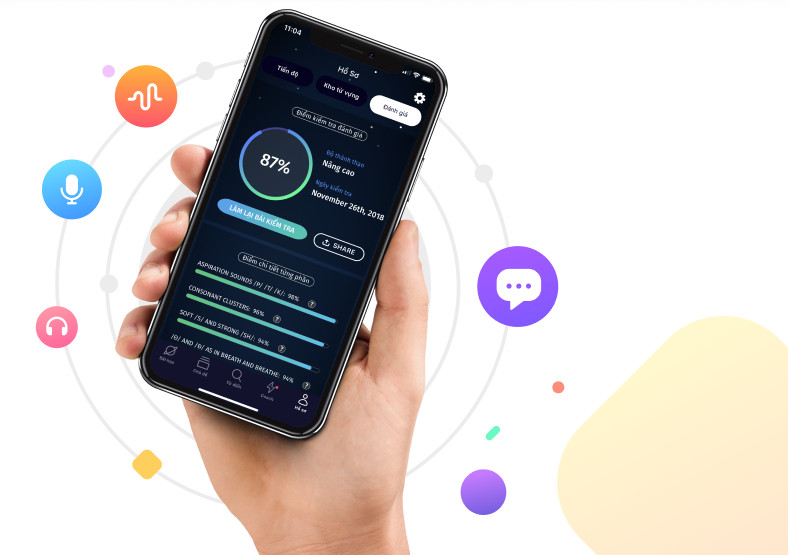 11:04
Hồ Sơ
Tiến độ
Kho từ vựng
Đánh giá
Điểm kiểm tra đánh giá
87%
Độ thành thạo
Nâng cao
Ngày kiểm tra
November 26th, 2018
LÀM LẠI BÀI KIỂM TRA
SHARE
Điểm chi tiết từng phần
ASPIRATION SOUNDS /P/ /T/ /K/: 98% ?
CONSONANT CLUSTERS: 96% ?
SOFT /S/ AND STRONG /SH/: 94% ?
/Θ/ AND /Ð/ AS IN BREATH AND BREATHE: 94% ?
Bài học
Chủ đề
Từ điển
Coach
Hồ sơ